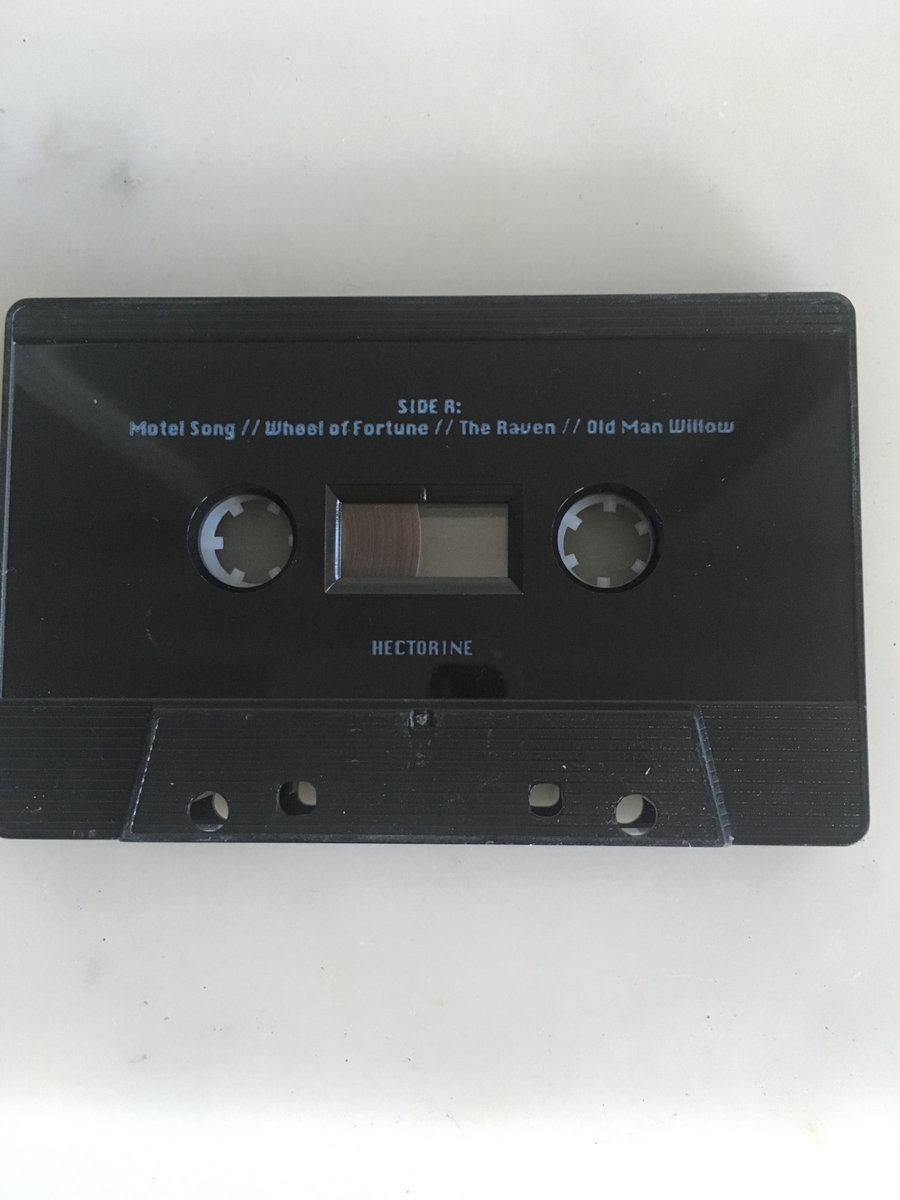 SIDE A:
Motel Song // Wheel of Fortune // The Raven // Old Man Willow
HECTORINE